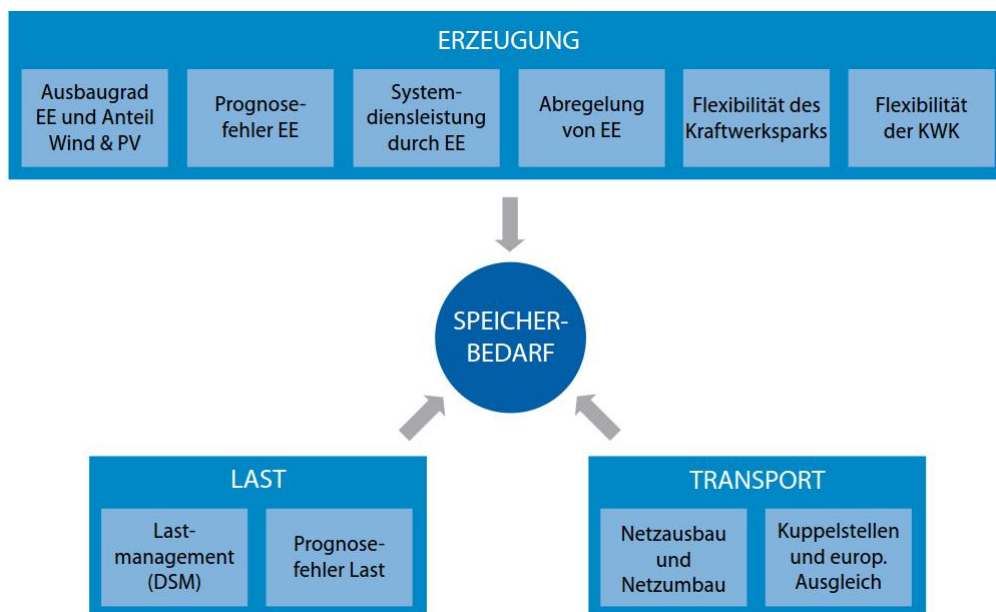 ERZEUGUNG
Ausbaugrad
EE und Anteil
Wind & PV
Prognose-
fehler EE
System-
diensleistung
durch EE
Abregelung
von EE
Flexibilität des
Kraftwerksparks
Flexibilität
der KWK
SPEICHER-
BEDARF
LAST
Last-
management
(DSM)
Prognose-
fehler Last
TRANSPORT
Netzausbau
und
Netzumbau
Kuppelstellen
und europ.
Ausgleich